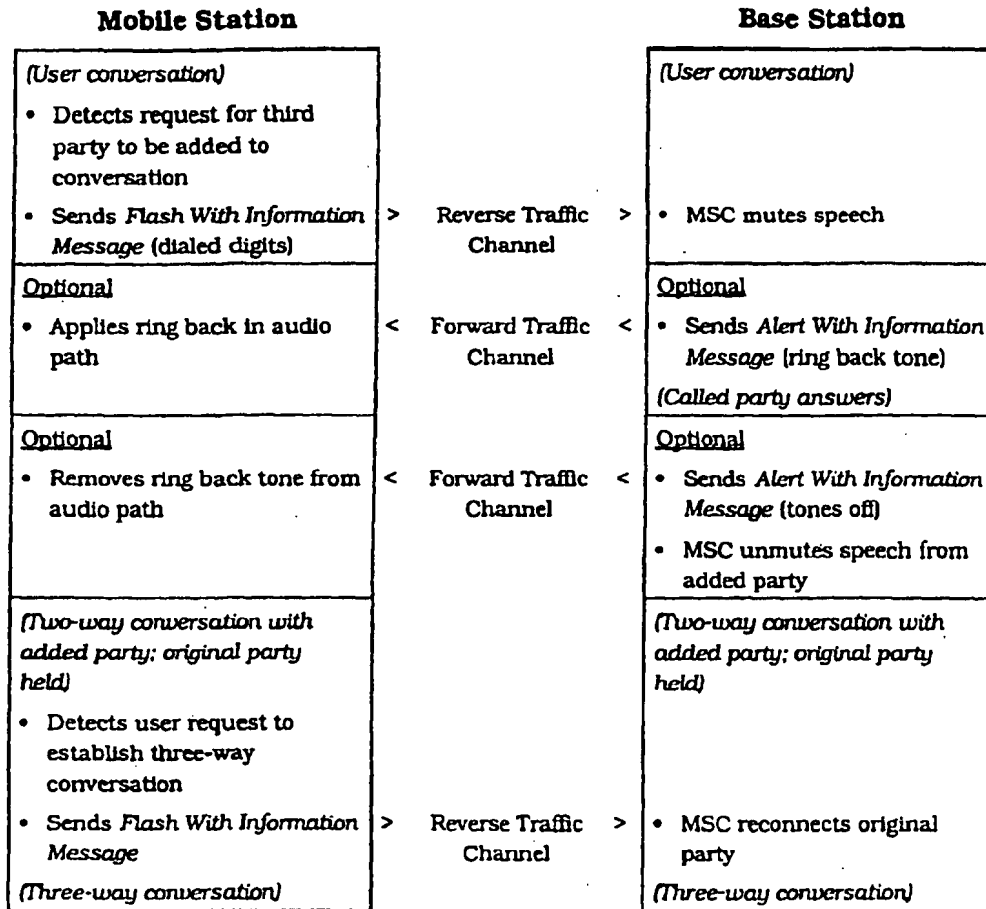 Mobile Station
Base Station
(User conversation)
(User conversation)
• Detects request for third
party to be added to
conversation
• Sends Flash With Information > Reverse Traffic > • MSC mutes speech
Message (dialed digits) Channel
Optional
Optional
• Applies ring back in audio < Forward Traffic < • Sends Alert With Information
path Channel Message (ring back tone)
(Called party answers)
Optional
Optional
• Removes ring back tone from < Forward Traffic < • Sends Alert With Information
audio path Channel Message (tones off)
• MSC unmutes speech from
added party
(Two-way conversation with
added party; original party
held)
(Two-way conversation with
added party; original party
held)
• Detects user request to
establish three-way
conversation
• Sends Flash With Information > Reverse Traffic > • MSC reconnects original
Message Channel party
(Three-way conversation)
(Three-way conversation)